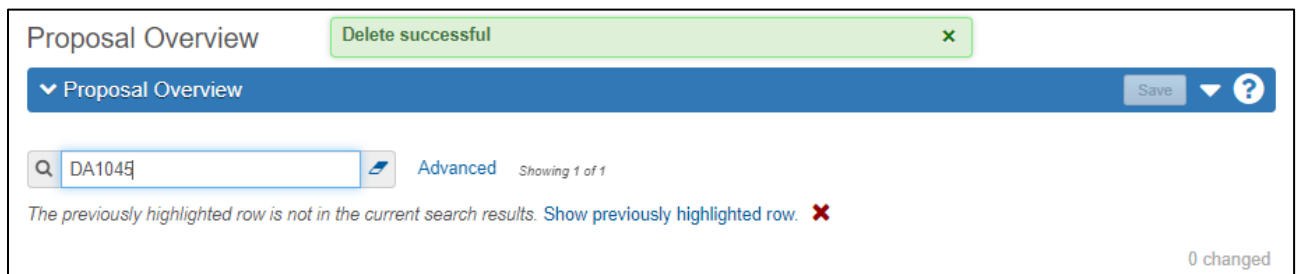 Proposal Overview
Delete successful
Proposal Overview
Save
?
DA1045
Advanced
Showing 1 of 1
The previously highlighted row is not in the current search results. Show previously highlighted row.
0 changed